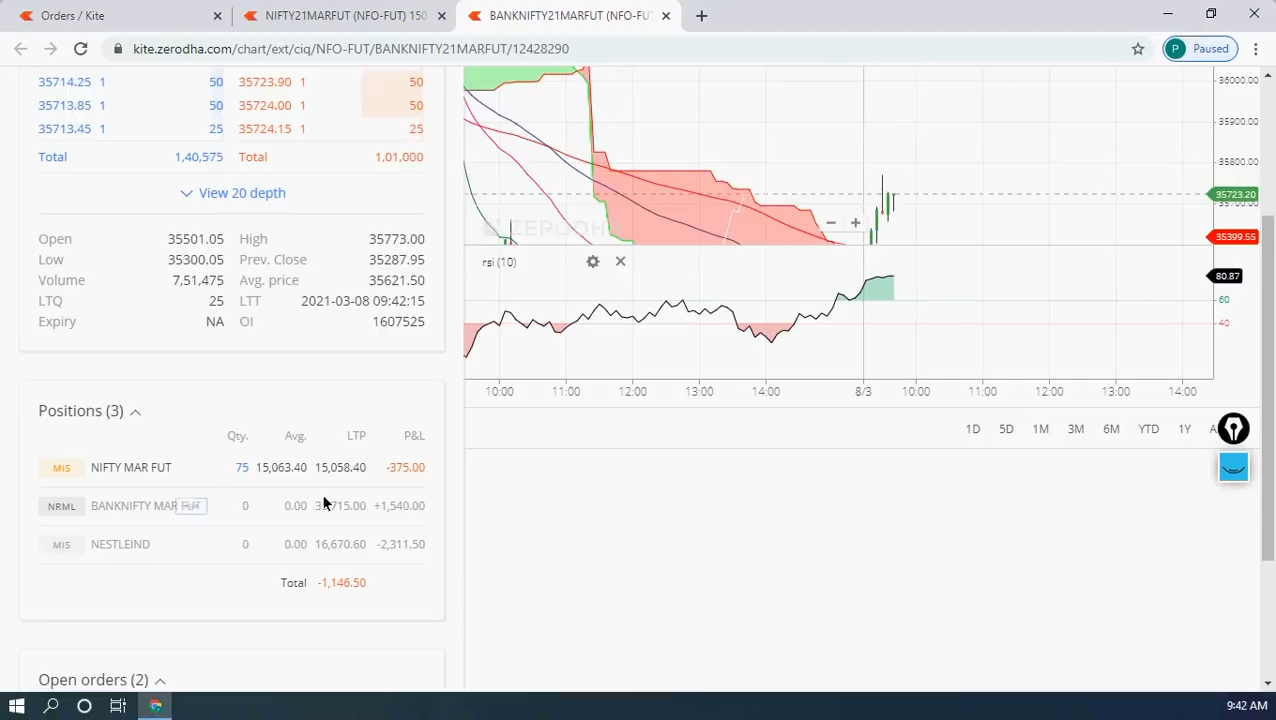 Orders / Kite
NIFTY21MARFUT (NFO-FUT) 150
BANKNIFTY21MARFUT (NFO-FU
kite.zerodha.com/chart/ext/ciq/NFO-FUT/BANKNIFTY21MARFUT/12428290
P Paused
35714.25 1 50 35723.90 1 50
35713.85 1 50 35724.00 1 50
35713.45 1 25 35724.15 1 25
Total 1,40,575 Total 1,01,000
View 20 depth
Open 35501.05 High 35773.00
Low 35300.05 Prev. Close 35287.95
Volume 7,51,475 Avg. price 35621.50
LTQ 25 LTT 2021-03-08 09:42:15
Expiry NA OI 1607525
Positions (3)
Qty. Avg. LTP P&L
MIS NIFTY MAR FUT 75 15,063.40 15,058.40 -375.00
NRML BANKNIFTY MAR FUT 0 0.00 715.00 +1,540.00
MIS NESTLEIND 0 0.00 16,670.60 -2,311.50
Total -1,146.50
Open orders (2)
36000.00
35900.00
35800.00
35723.20
35399.55
ZERODHA
rsi (10)
80.87
60
40
10:00 11:00 12:00 13:00 14:00 8/3 10:00 11:00 12:00 13:00 14:00
1D 5D 1M 3M 6M YTD 1Y A
9:42 AM